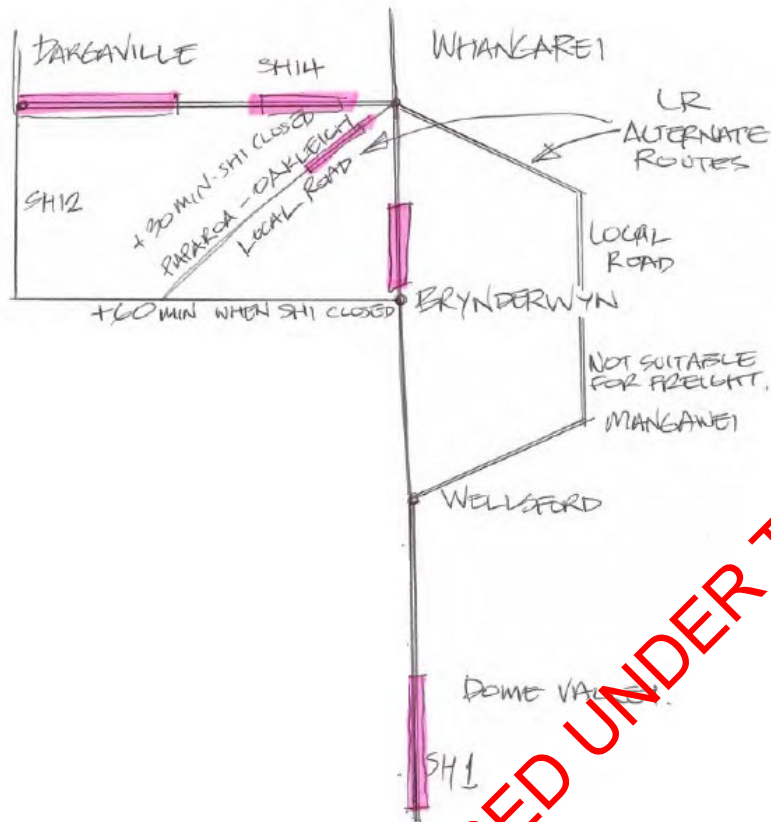 DARGAVILLE
SH14
WHANGAREI
LR
ALTERNATE
ROUTES
+30 MIN-SH1 CLOSED
PAPAROA - OAKLEIGH
LOCAL ROAD
SH12
LOCAL
ROAD
+60 MIN WHEN SH1 CLOSED
BRYNDERWYN
NOT SUITABLE
FOR FREIGHT.
MANGAWEI
WELLSFORD
DOME VALLEY.
SH1
SED UNDER T